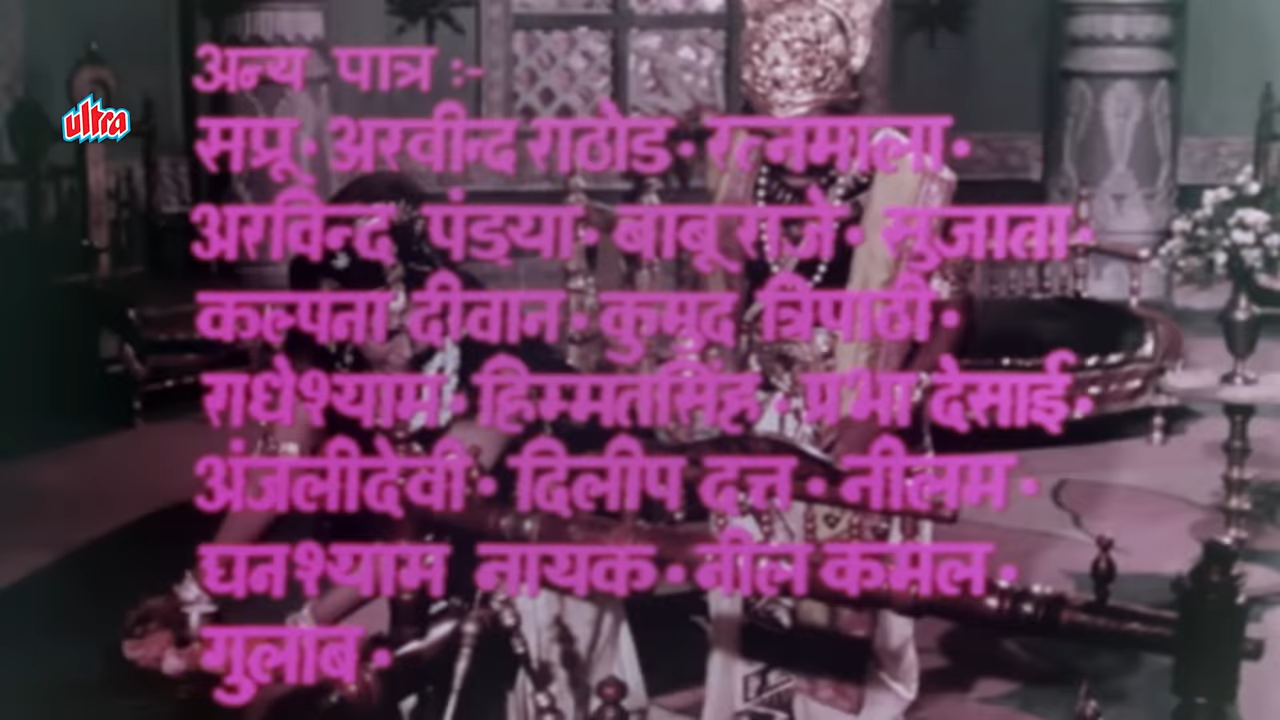 ultra
अन्य पात्र :-
सप्रू · अरवीन्द राठोड · रत्नमाला ·
अरविन्द पंड्या · बाबू राजे · सुजाता ·
कल्पना दीवान · कुमुद त्रिपाठी ·
राधेश्याम · हिम्मतसिंह · प्रभा देसाई ·
अंजलीदेवी · दिलीप दत्त · नीलम ·
घनश्याम नायक · नील कमल ·
गुलाब ·